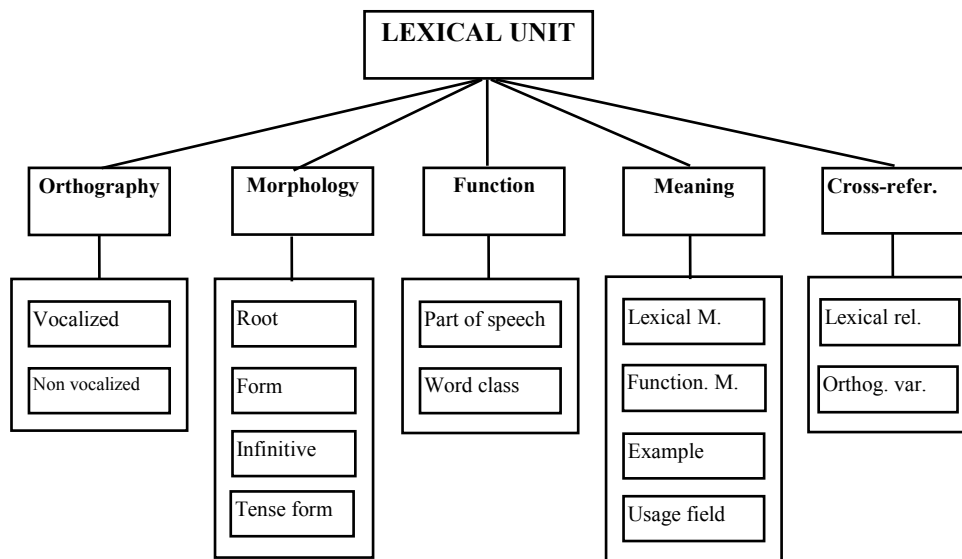 LEXICAL UNIT
Orthography
Morphology
Function
Meaning
Cross-refer.
Vocalized
Non vocalized
Root
Form
Infinitive
Tense form
Part of speech
Word class
Lexical M.
Function. M.
Example
Usage field
Lexical rel.
Orthog. var.